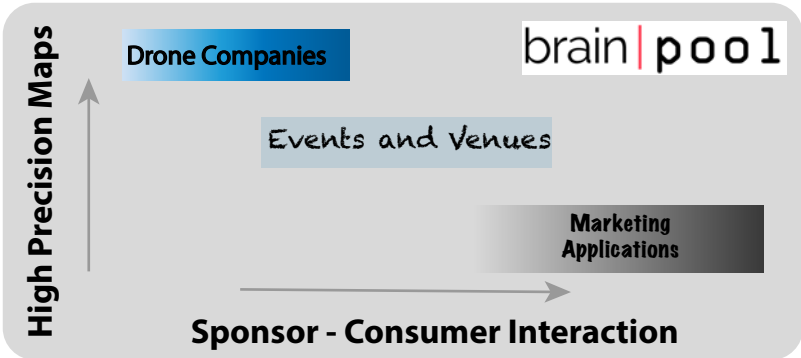 High Precision Maps
Drone Companies
brain|pool
Events and Venues
Marketing
Applications
Sponsor - Consumer Interaction